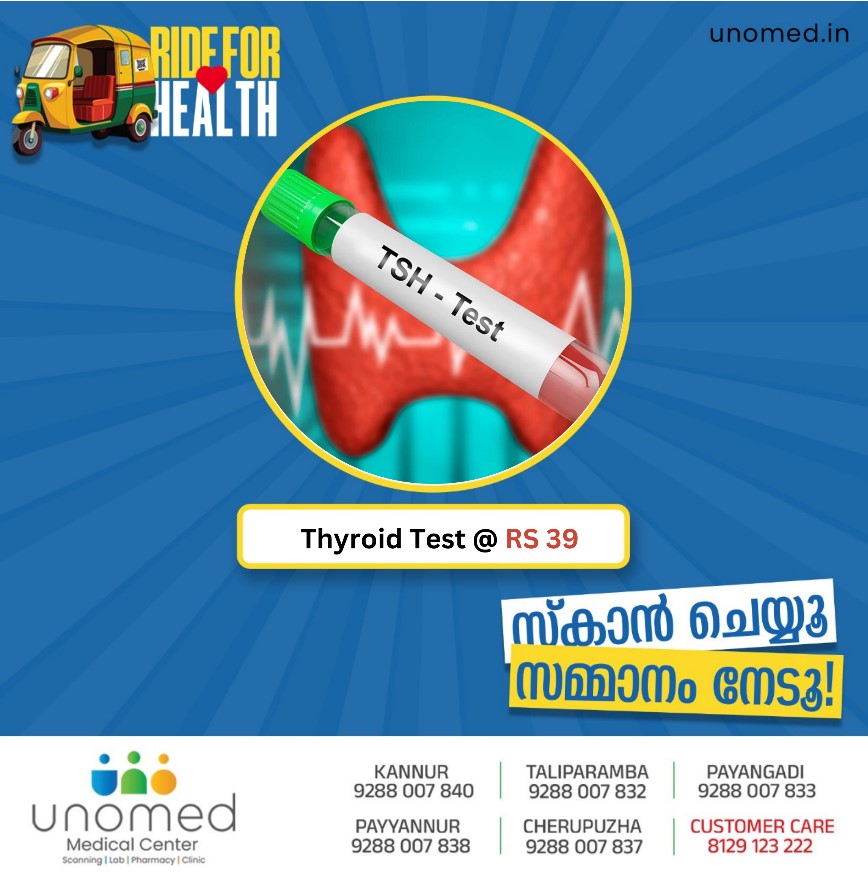 unomed.in
RIDE FOR
HEALTH
TSH - Test
Thyroid Test @ RS 39
സ്കാൻ ചെയ്യൂ
സമ്മാനം നേടൂ!
unomed
Medical Center
Scanning | Lab | Pharmacy | Clinic
KANNUR
9288 007 840
TALIPARAMBA
9288 007 832
PAYANGADI
9288 007 833
PAYYANNUR
9288 007 838
CHERUPUZHA
9288 007 837
CUSTOMER CARE
8129 123 222